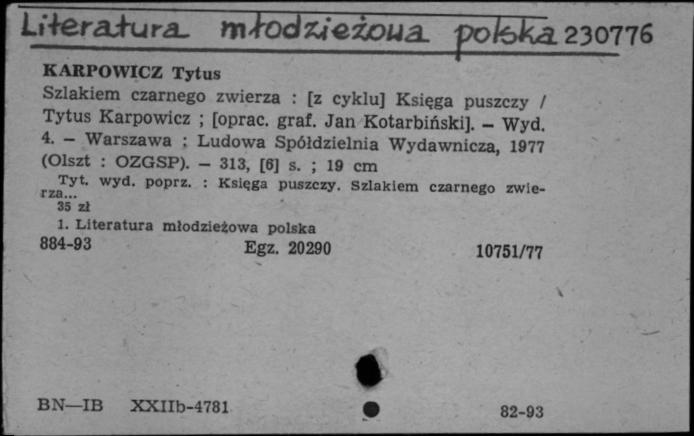 Literatura młodzieżowa polska 230776
KARPOWICZ Tytus
Szlakiem czarnego zwierza : [z cyklu] Księga puszczy /
Tytus Karpowicz ; [oprac. graf. Jan Kotarbiński]. — Wyd.
4. — Warszawa : Ludowa Spółdzielnia Wydawnicza, 1977
(Olszt : OZGSP). — 313, [6] s. ; 19 cm
Tyt. wyd. poprz. : Księga puszczy. Szlakiem czarnego zwie-
rza...
35 zł
1. Literatura młodzieżowa polska
884-93 Egz. 20290 10751/77
BN—IB XXIIb-4781 82-93